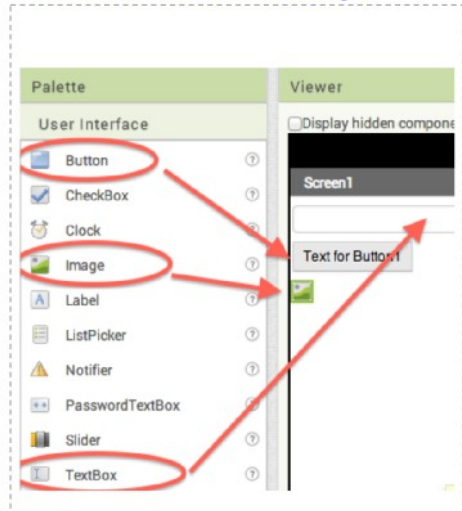 Palette
User Interface
Button
CheckBox
Clock
Image
Label
ListPicker
Notifier
PasswordTextBox
Slider
TextBox
Viewer
Display hidden compone
Screen1
Text for Button1